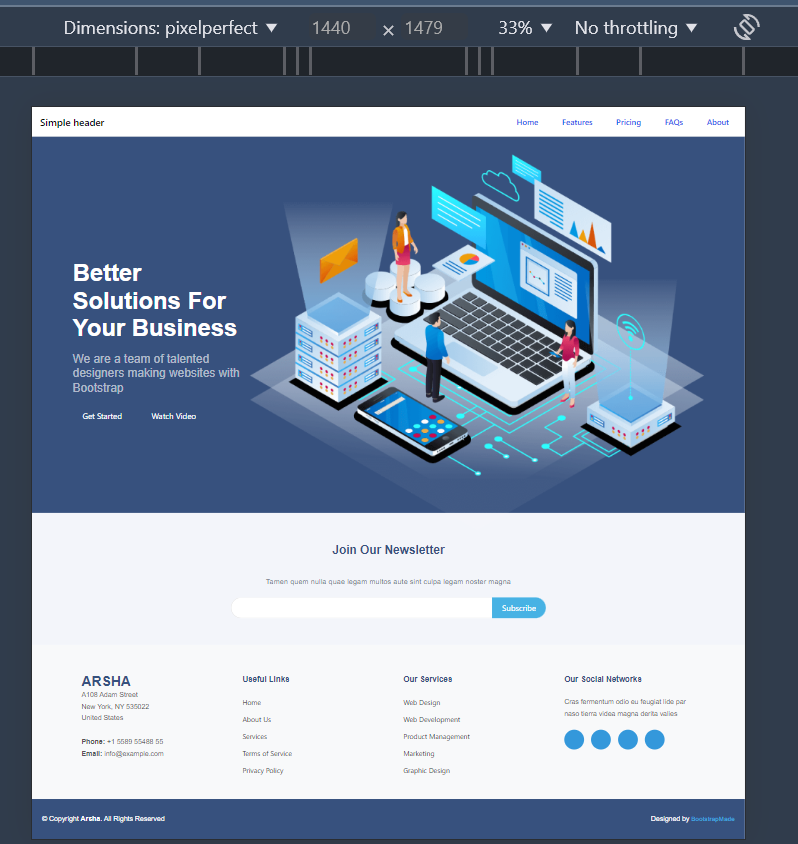 Dimensions: pixelperfect ▼ 1440 × 1479 33% ▼ No throttling ▼
Simple header Home Features Pricing FAQs About
Better
Solutions For
Your Business
We are a team of talented
designers making websites with
Bootstrap
Get Started Watch Video
Join Our Newsletter
Tamen quem nulla quae legam multos aute sint culpa legam noster magna
Subscribe
ARSHA
A108 Adam Street
New York, NY 535022
United States
Phone: +1 5589 55488 55
Email: info@example.com
Useful Links
Home
About Us
Services
Terms of Service
Privacy Policy
Our Services
Web Design
Web Development
Product Management
Marketing
Graphic Design
Our Social Networks
Cras fermentum odio eu feugiat lide par
naso tierra videa magna derita valies
© Copyright Arsha. All Rights Reserved
Designed by BootstrapMade